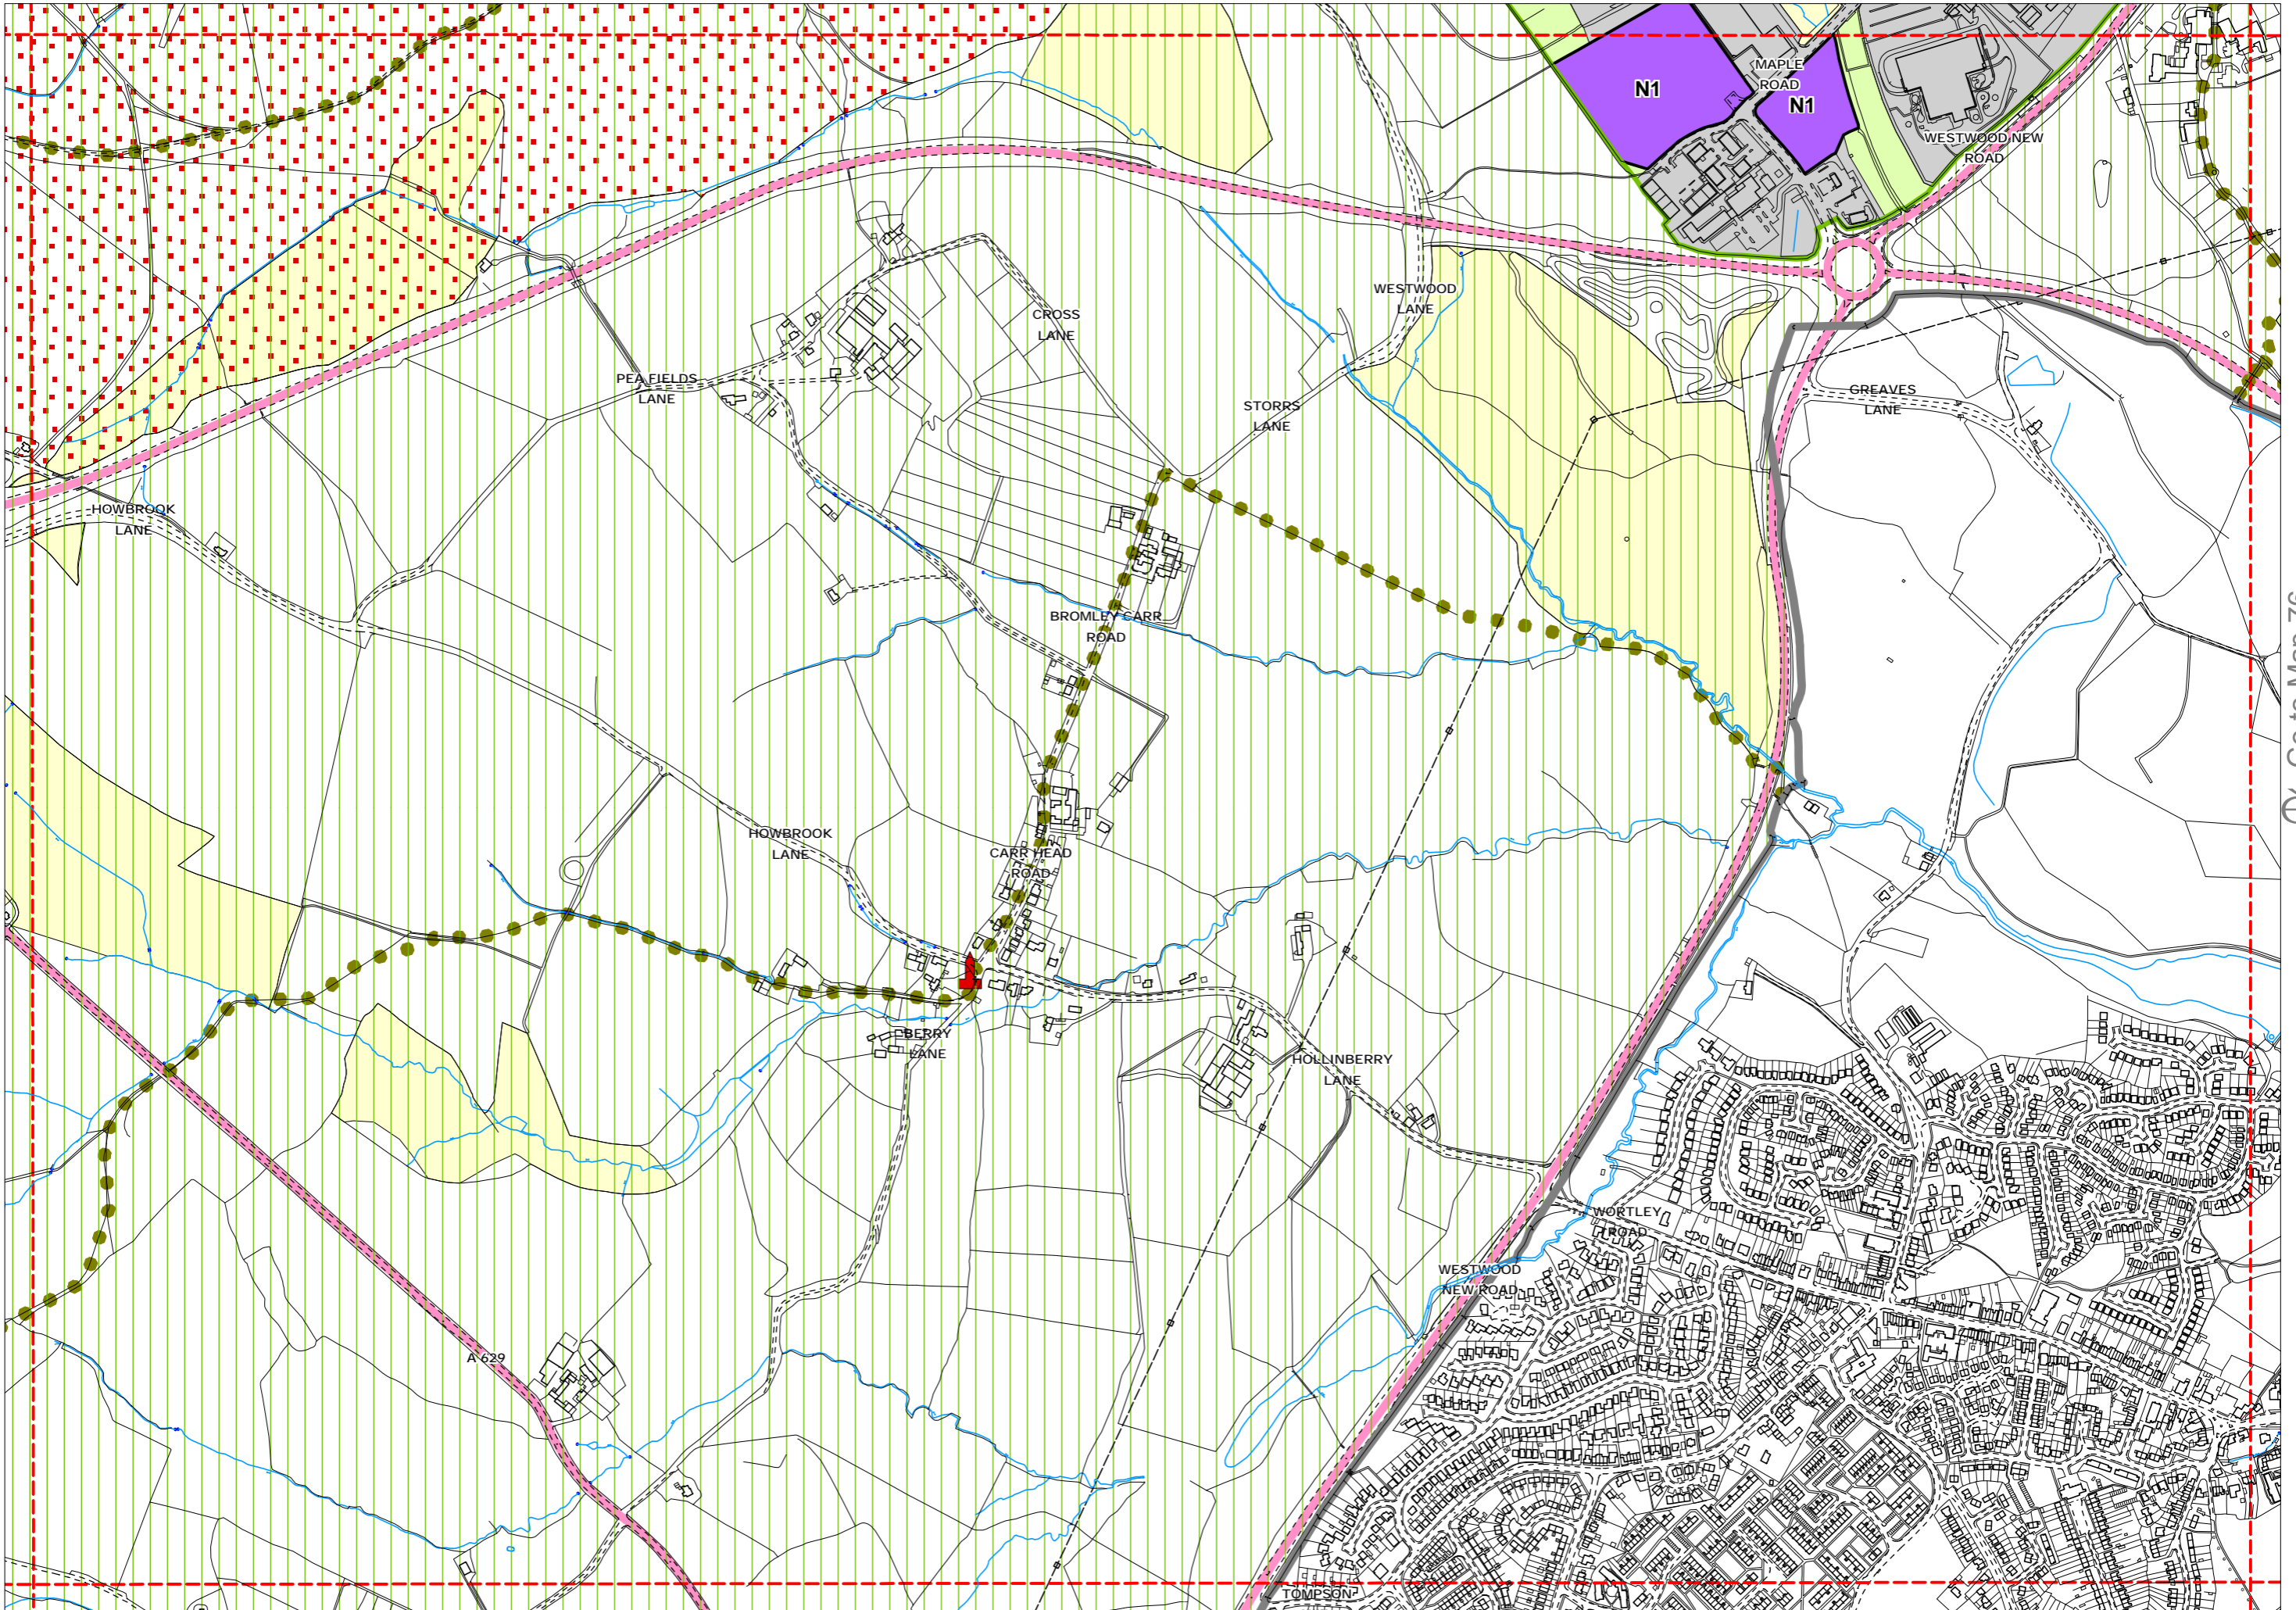 N1
MAPLE
ROAD
N1
WESTWOOD NEW
ROAD
WESTWOOD
LANE
CROSS
LANE
PEA FIELDS
LANE
GREAVES
LANE
STORRS
LANE
HOWBROOK
LANE
BROMLEY CARR
ROAD
HOWBROOK
LANE
CARR HEAD
ROAD
BERRY
LANE
HOLLINBERRY
LANE
WORTLEY
ROAD
WESTWOOD
NEW ROAD
A 629
TOMPSON